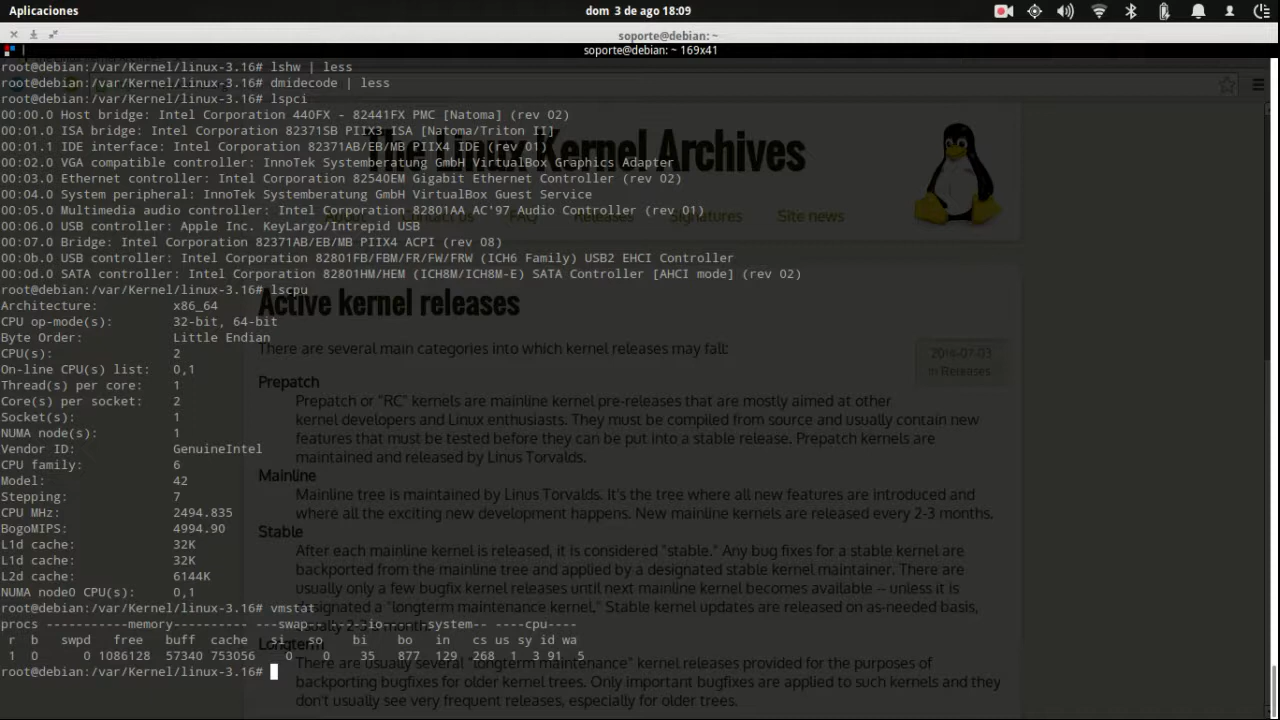 Aplicaciones
dom 3 de ago 18:09
soporte@debian: ~
soporte@debian: ~ 169x41
root@debian:/var/Kernel/linux-3.16# lshw | less
root@debian:/var/Kernel/linux-3.16# dmidecode | less
root@debian:/var/Kernel/linux-3.16# lspci
00:00.0 Host bridge: Intel Corporation 440FX - 82441FX PMC [Natoma] (rev 02)
00:01.0 ISA bridge: Intel Corporation 82371SB PIIX3 ISA [Natoma/Triton II]
00:01.1 IDE interface: Intel Corporation 82371AB/EB/MB PIIX4 IDE (rev 01)
00:02.0 VGA compatible controller: InnoTek Systemberatung GmbH VirtualBox Graphics Adapter
00:03.0 Ethernet controller: Intel Corporation 82540EM Gigabit Ethernet Controller (rev 02)
00:04.0 System peripheral: InnoTek Systemberatung GmbH VirtualBox Guest Service
00:05.0 Multimedia audio controller: Intel Corporation 82801AA AC'97 Audio Controller (rev 01)
00:06.0 USB controller: Apple Inc. KeyLargo/Intrepid USB
00:07.0 Bridge: Intel Corporation 82371AB/EB/MB PIIX4 ACPI (rev 08)
00:0b.0 USB controller: Intel Corporation 82801FB/FBM/FR/FW/FRW (ICH6 Family) USB2 EHCI Controller
00:0d.0 SATA controller: Intel Corporation 82801HM/HEM (ICH8M/ICH8M-E) SATA Controller [AHCI mode] (rev 02)
root@debian:/var/Kernel/linux-3.16# lscpu
Architecture: x86_64
CPU op-mode(s): 32-bit, 64-bit
Byte Order: Little Endian
CPU(s): 2
On-line CPU(s) list: 0,1
Thread(s) per core: 1
Core(s) per socket: 2
Socket(s): 1
NUMA node(s): 1
Vendor ID: GenuineIntel
CPU family: 6
Model: 42
Stepping: 7
CPU MHz: 2494.835
BogoMIPS: 4994.90
L1d cache: 32K
L1d cache: 32K
L2d cache: 6144K
NUMA node0 CPU(s): 0,1
root@debian:/var/Kernel/linux-3.16# vmstat
procs -----------memory---------- ---swap-- -----io---- -system-- ----cpu----
r b swpd free buff cache si so bi bo in cs us sy id wa
1 0 0 1086128 57340 753056 0 0 35 877 129 268 1 3 91 5
root@debian:/var/Kernel/linux-3.16#
The Linux Kernel Archives
About Contact us FAQ Releases Signatures Site news
Active kernel releases
There are several main categories into which kernel releases may fall:
2014-07-03
in Releases
Prepatch
Prepatch or "RC" kernels are mainline kernel pre-releases that are mostly aimed at other
kernel developers and Linux enthusiasts. They must be compiled from source and usually contain new
features that must be tested before they can be put into a stable release. Prepatch kernels are
maintained and released by Linus Torvalds.
Mainline
Mainline tree is maintained by Linus Torvalds. It's the tree where all new features are introduced and
where all the exciting new development happens. New mainline kernels are released every 2-3 months.
Stable
After each mainline kernel is released, it is considered "stable." Any bug fixes for a stable kernel are
backported from the mainline tree and applied by a designated stable kernel maintainer. There are
usually only a few bugfix kernel releases until next mainline kernel becomes available -- unless it is
designated a "longterm maintenance kernel." Stable kernel updates are released on as-needed basis,
usually 2-3 a month.
Longterm
There are usually several "longterm maintenance" kernel releases provided for the purposes of
backporting bugfixes for older kernel trees. Only important bugfixes are applied to such kernels and they
don't usually see very frequent releases, especially for older trees.